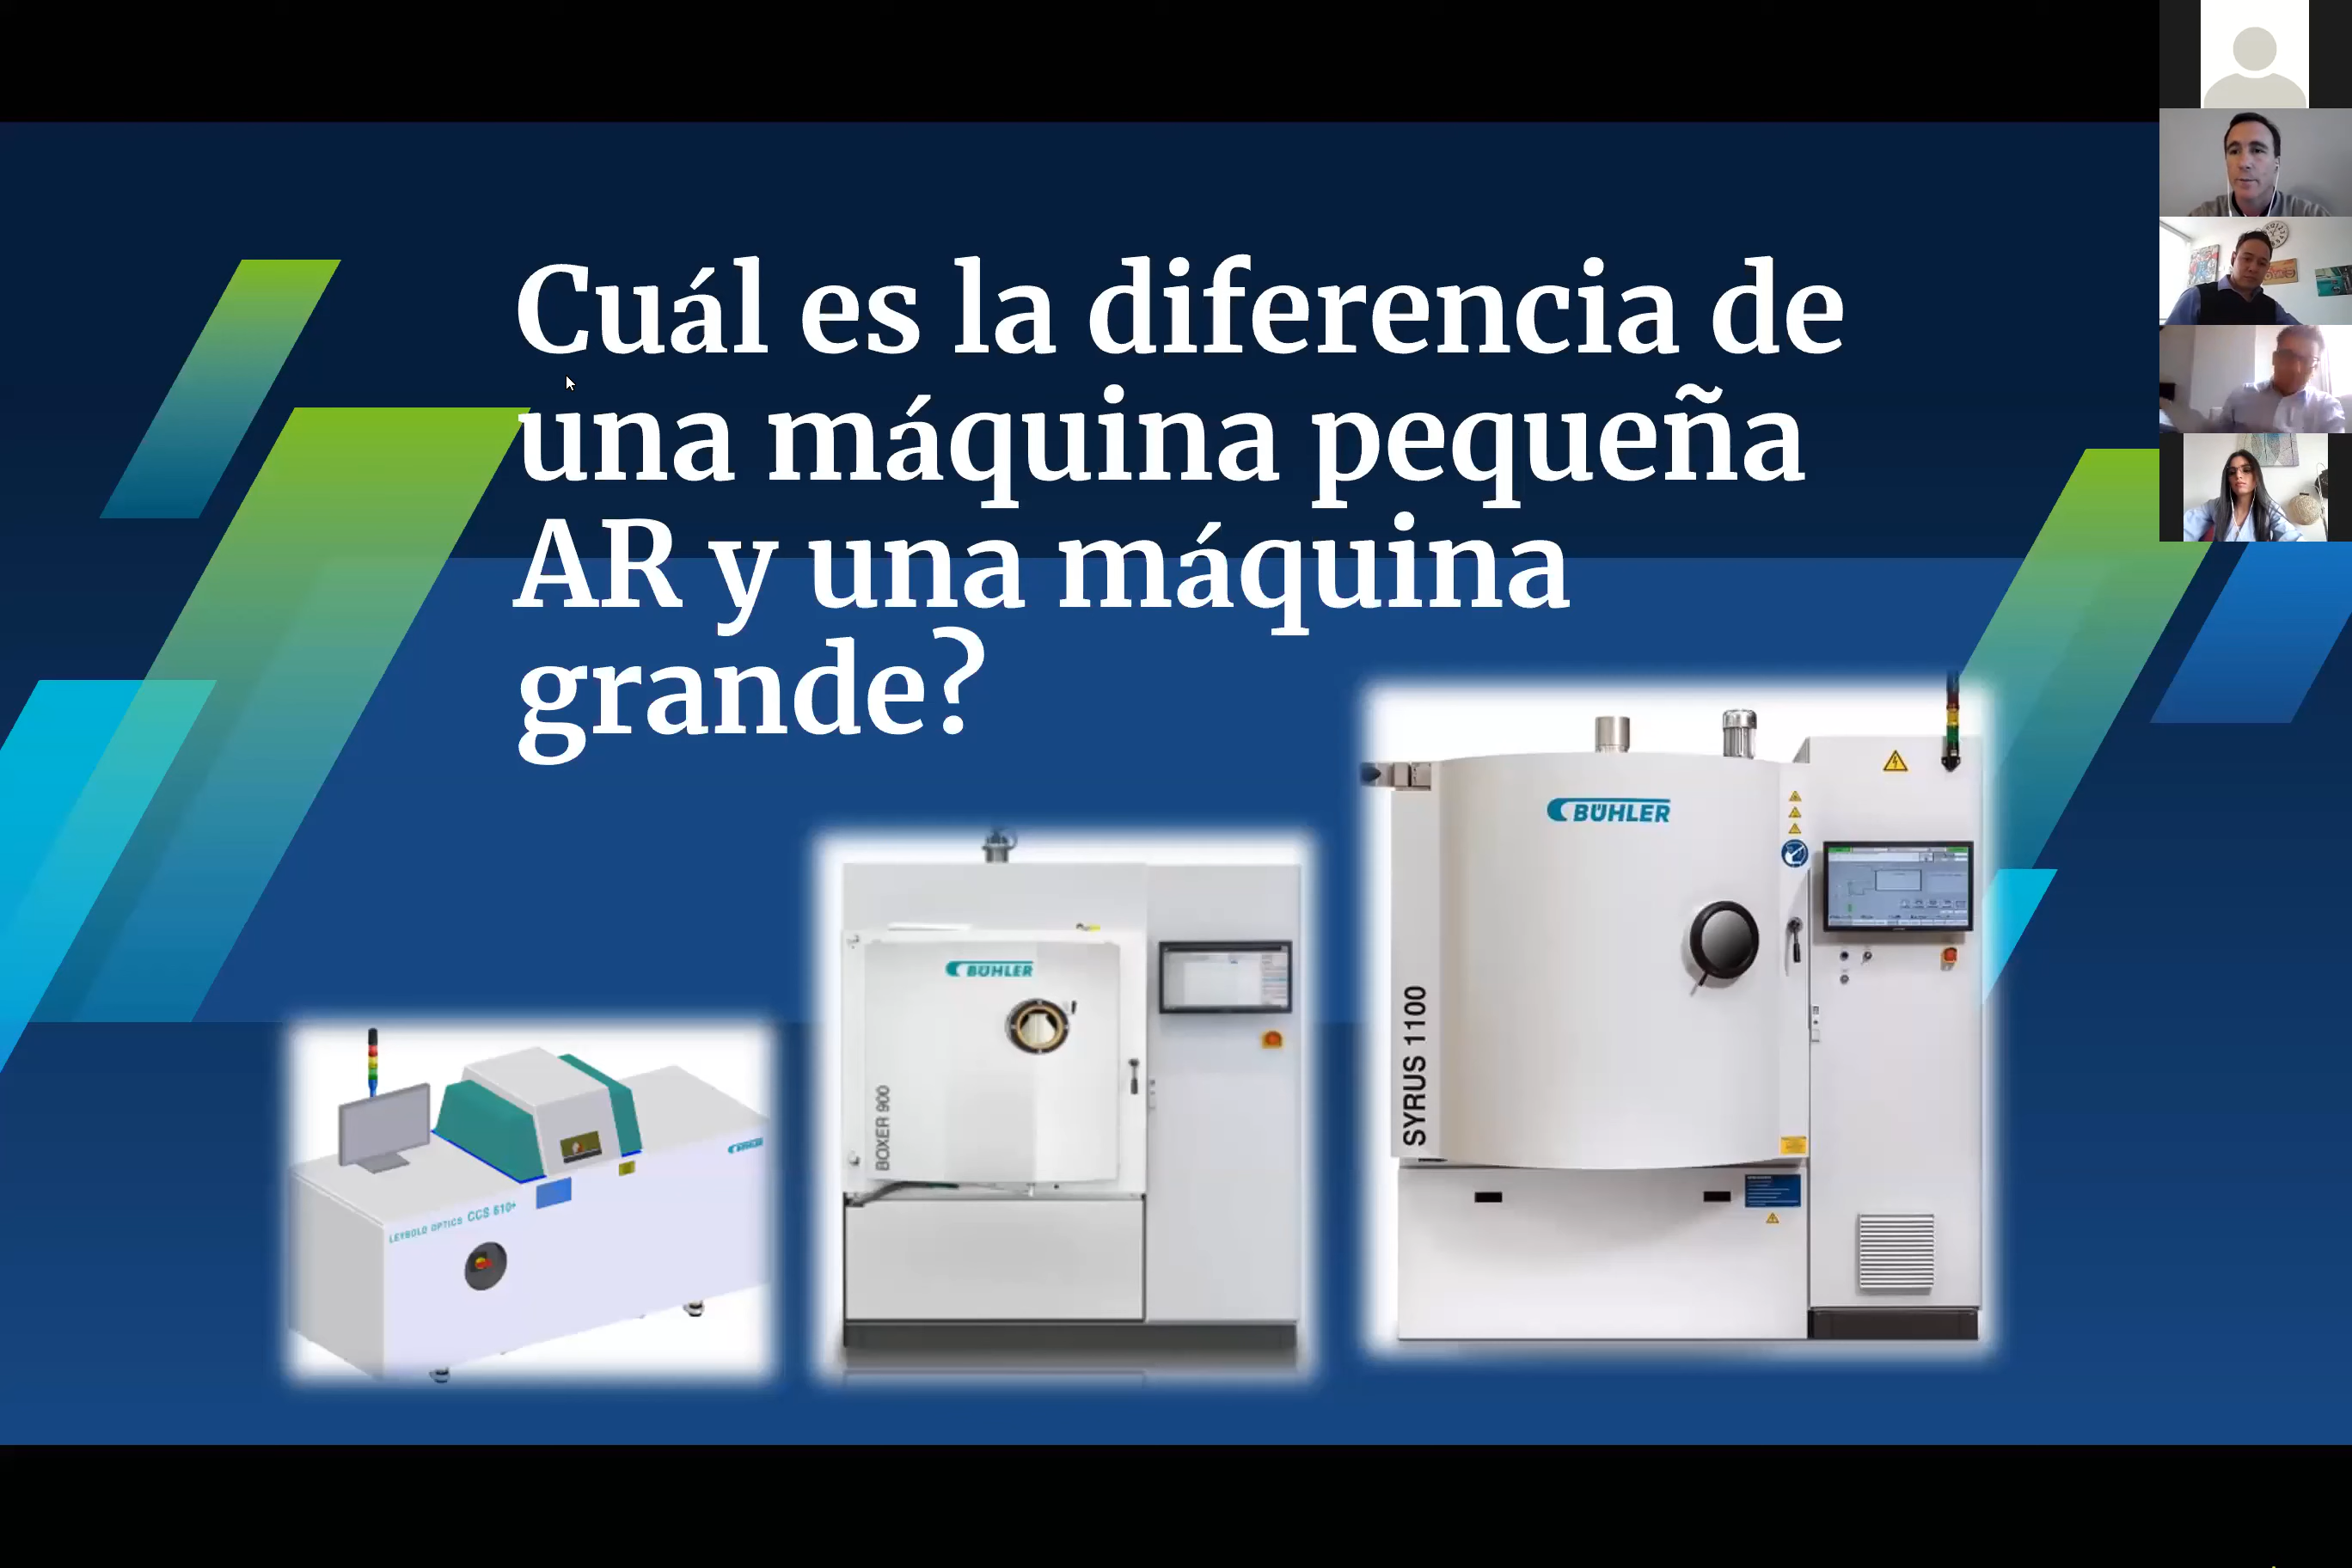 Cuál es la diferencia de
una máquina pequeña
AR y una máquina
grande?
BÜHLER
SYRUS 1100
BÜHLER
BOXER 900
BÜHLER
LEYBOLD OPTICS CCS 610+